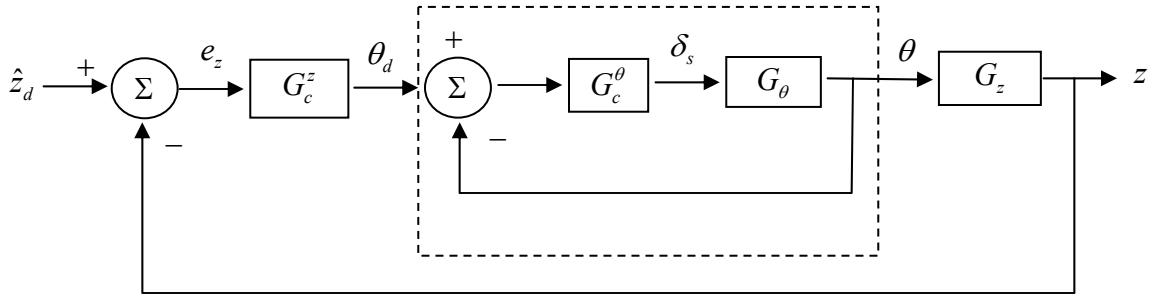 ẑ_d + Σ e_z G_c^z θ_d + Σ G_c^θ δ_s G_θ θ G_z z
− −